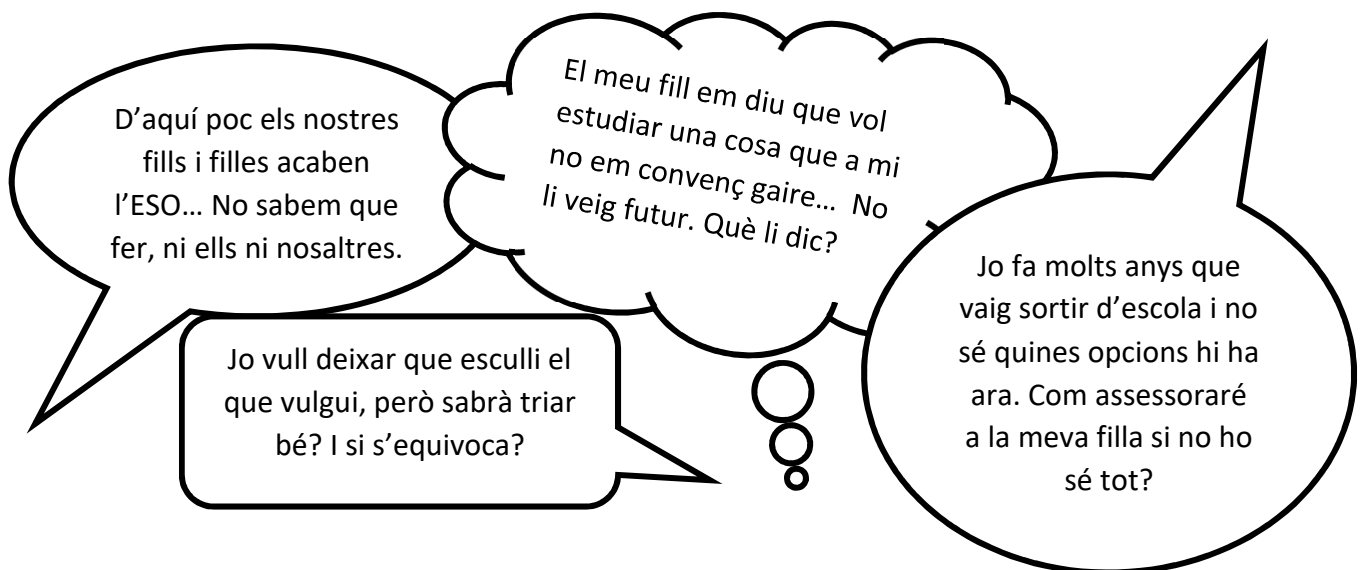 D’aquí poc els nostres
fills i filles acaben
l’ESO… No sabem que
fer, ni ells ni nosaltres.
El meu fill em diu que vol
estudiar una cosa que a mi
no em convenç gaire… No
li veig futur. Què li dic?
Jo fa molts anys que
vaig sortir d’escola i no
sé quines opcions hi ha
ara. Com assessoraré
a la meva filla si no ho
sé tot?
Jo vull deixar que esculli el
que vulgui, però sabrà triar
bé? I si s’equivoca?